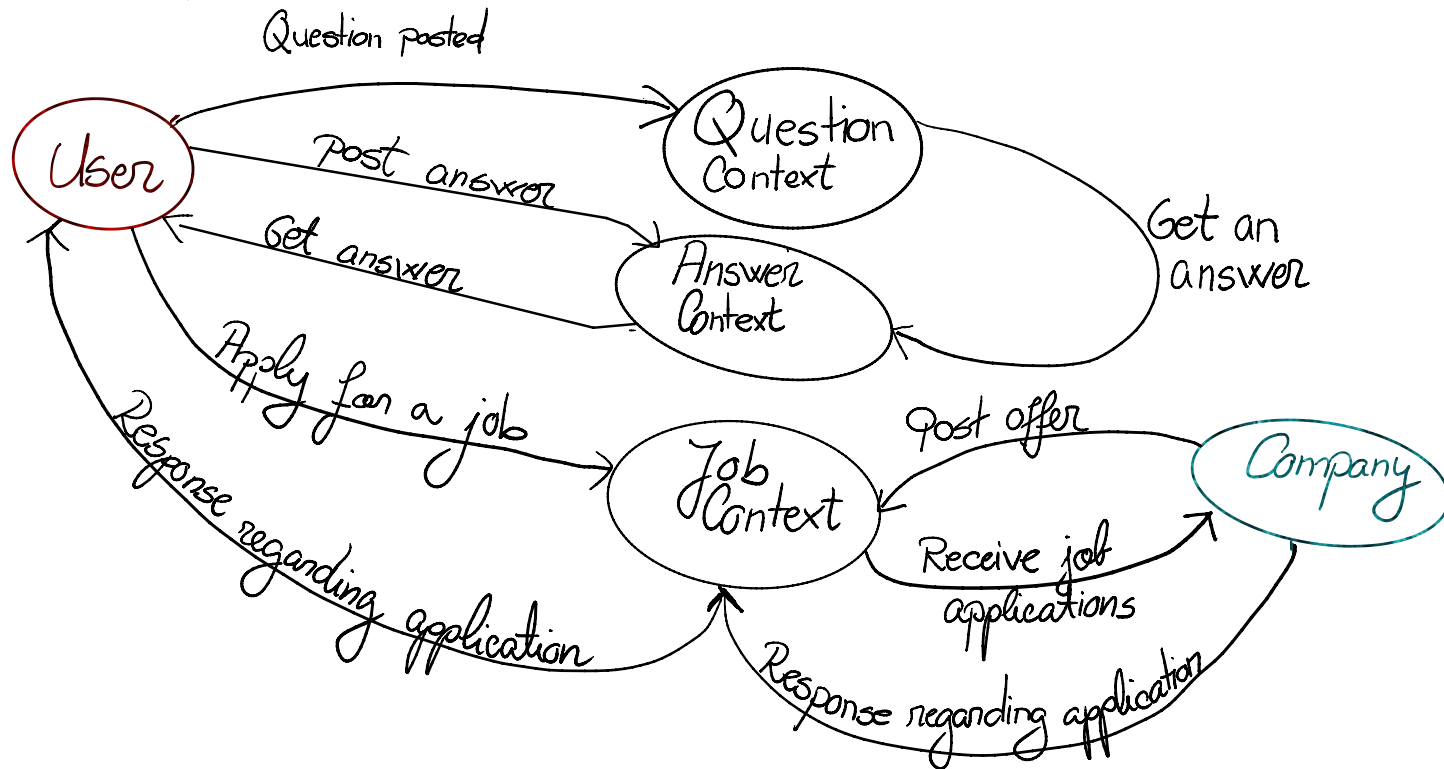 Question posted
User
Question
Context
Post answer
Get answer
Answer
Context
Get an
answer
Apply for a job
Response regarding application
Job
Context
Post offer
Company
Receive job
applications
Response regarding application